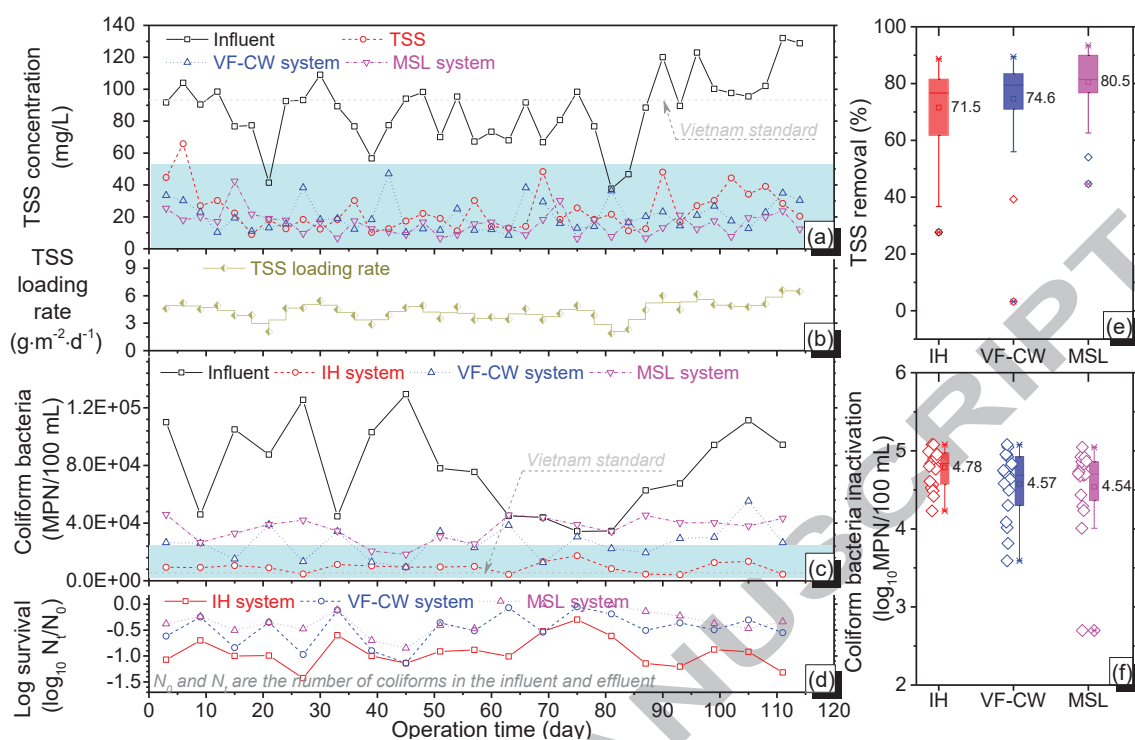 140
120
100
80
60
40
20
0
TSS concentration
(mg/L)
Influent
TSS
VF-CW system
MSL system
Vietnam standard
(a)
9
6
3
0
TSS
loading
rate
(g·m⁻²·d⁻¹)
TSS loading rate
(b)
1.2E+05
8.0E+04
4.0E+04
0.0E+00
Coliform bacteria
(MPN/100 mL)
Influent
IH system
VF-CW system
MSL system
Vietnam standard
(c)
0.0
-0.5
-1.0
-1.5
Log survival
(log₁₀ Nₜ/N₀)
IH system
VF-CW system
MSL system
N₀ and Nₜ are the number of coliforms in the influent and effluent
(d)
0 10 20 30 40 50 60 70 80 90 100 110 120
Operation time (day)
100
80
60
40
20
0
TSS removal (%)
71.5
74.6
80.5
(e)
IH VF-CW MSL
6
5
4
3
2
Coliform bacteria inactivation
(log₁₀ MPN/100 mL)
4.78
4.57
4.54
(f)
IH VF-CW MSL
ANUSCRIPT